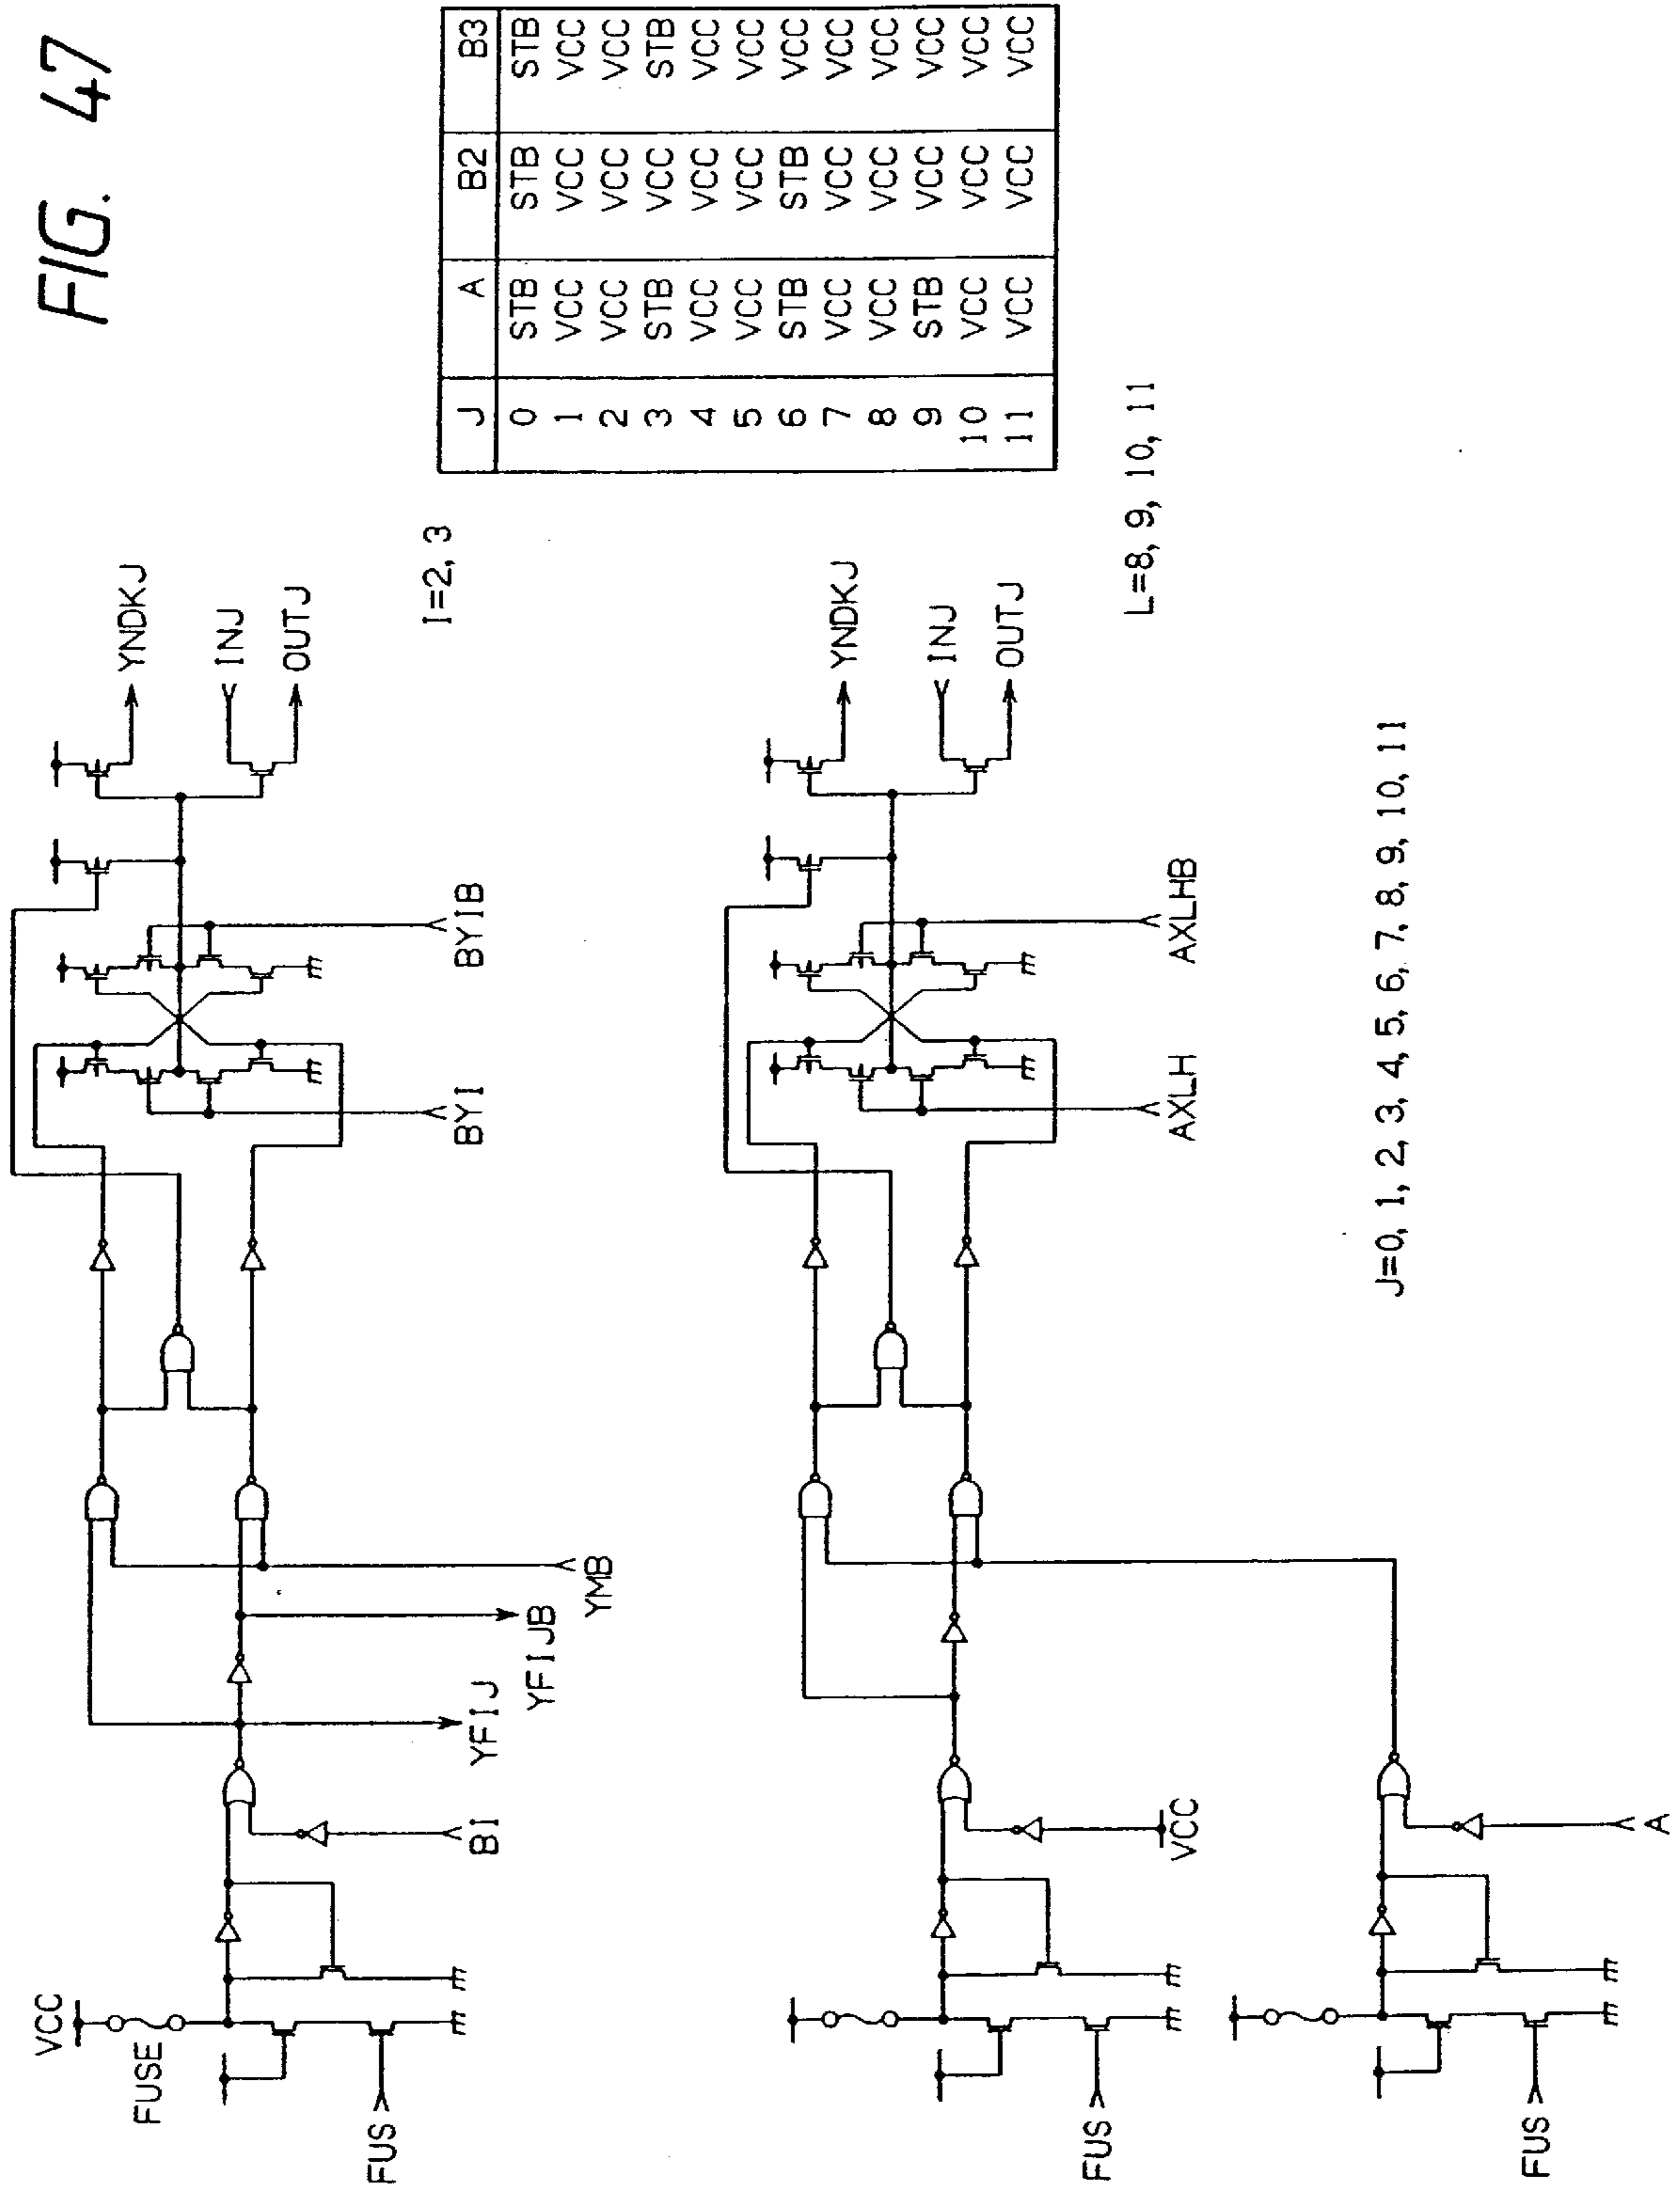 FIG. 47
VCC
FUSE
FUS
BI
YFIJ
YFIJB
YMB
BYI
BYIB
YNDKJ
INJ
OUTJ
I=2, 3
J A B2 B3
0 STB STB STB
1 VCC VCC VCC
2 VCC VCC VCC
3 STB VCC STB
4 VCC VCC VCC
5 VCC VCC VCC
6 STB STB VCC
7 VCC VCC VCC
8 VCC VCC VCC
9 STB VCC VCC
10 VCC VCC VCC
11 VCC VCC VCC
FUS
VCC
AXLH
AXLHB
YNDKJ
INJ
OUTJ
L=8, 9, 10, 11
FUS
A
J=0, 1, 2, 3, 4, 5, 6, 7, 8, 9, 10, 11